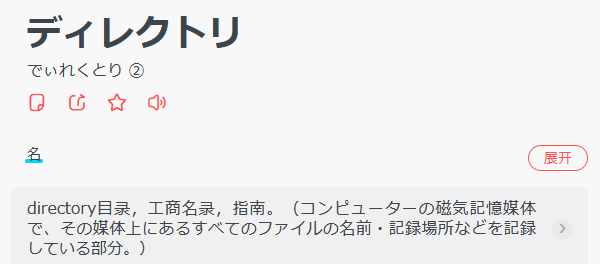 ディレクトリ
でぃれくとり ②
名
展开
directory目录，工商名录，指南。（コンピューターの磁気記憶媒体
で、その媒体上にあるすべてのファイルの名前・記録場所などを記録
している部分。）